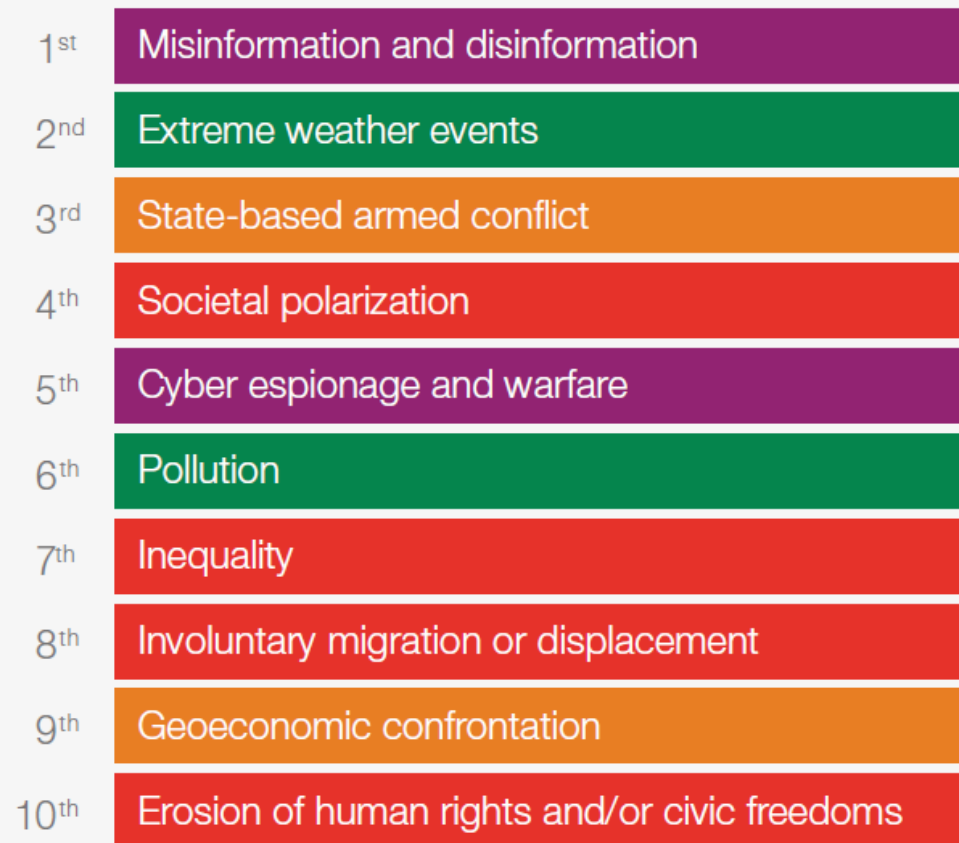 1st Misinformation and disinformation
2nd Extreme weather events
3rd State-based armed conflict
4th Societal polarization
5th Cyber espionage and warfare
6th Pollution
7th Inequality
8th Involuntary migration or displacement
9th Geoeconomic confrontation
10th Erosion of human rights and/or civic freedoms